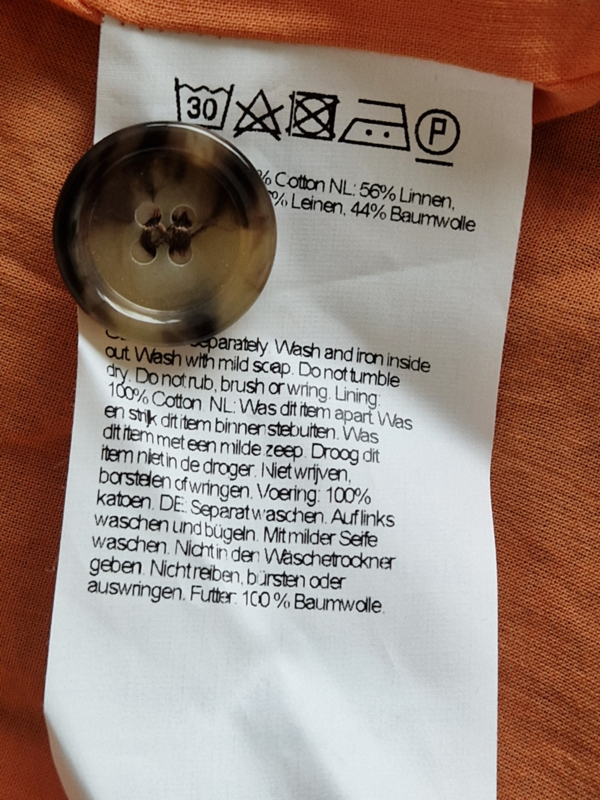 30 P
% Cotton NL: 56% Linnen,
% Leinen, 44% Baumwolle
separately. Wash and iron inside
out. Wash with mild soap. Do not tumble
dry. Do not rub, brush or wring. Lining:
100% Cotton. NL: Was dit item apart. Was
en strijk dit item binnenstebuiten. Was
dit item met een milde zeep. Droog dit
item niet in de droger. Niet wrijven,
borstelen of wringen. Voering: 100%
katoen. DE: Separat waschen. Auf links
waschen und bügeln. Mit milder Seife
waschen. Nicht in den Wäschetrockner
geben. Nicht reiben, bürsten oder
auswringen. Futter: 100% Baumwolle.